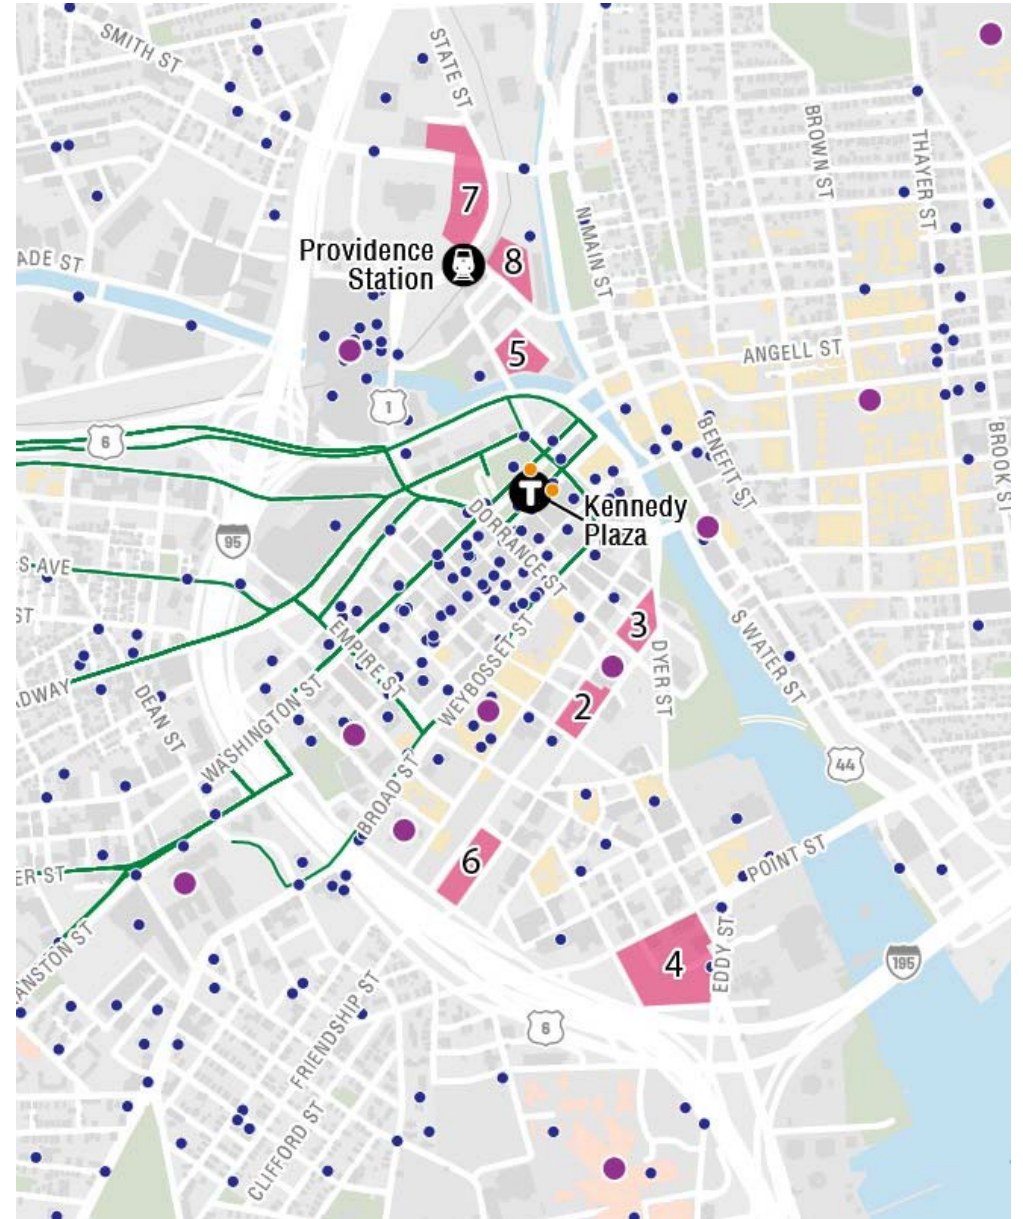 SMITH ST
STATE ST
BROWN ST
THAYER ST
7
N MAIN ST
Providence
Station
8
ADE ST
5
ANGELL ST
1
6
BENEFIT ST
BROOK ST
T
Kennedy
Plaza
DORRANCE ST
95
S AVE
ST
3
EMPIRE ST
WEYBOSSET ST
DYER ST
S WATER ST
DWAY
DEAN ST
WASHINGTON ST
2
44
BROAD ST
6
POINT ST
ER ST
ANSTON ST
4
EDDY ST
195
FRIENDSHIP ST
6
CLIFFORD ST